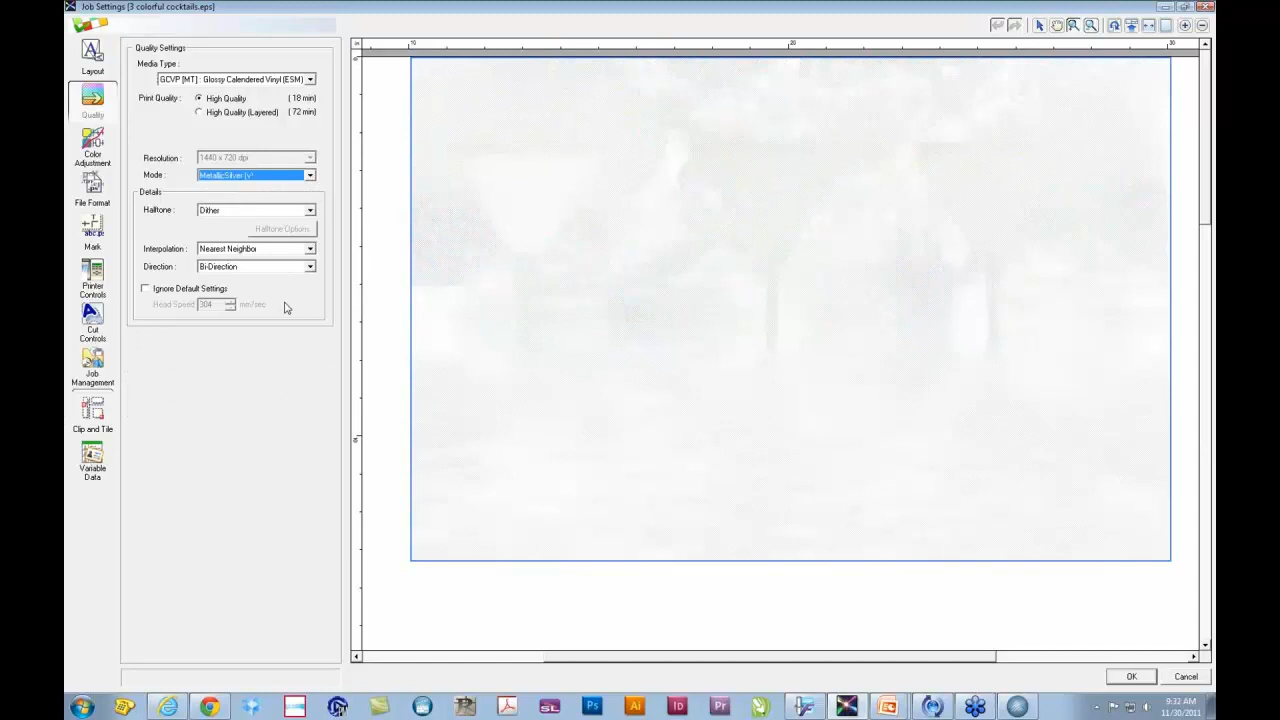 Job Settings [3 colorful cocktails.eps]
Layout
Quality
Color Adjustment
File Format
Mark
Printer Controls
Cut Controls
Job Management
Clip and Tile
Variable Data
Quality Settings
Media Type :
GCVP [MT] : Glossy Calendered Vinyl (ESM)
Print Quality : High Quality ( 18 min)
High Quality (Layered) ( 72 min)
Resolution : 1440 x 720 dpi
Mode : MetallicSilver (v
Details
Halftone : Dither
Halftone Options
Interpolation : Nearest Neighbor
Direction : Bi-Direction
Ignore Default Settings
Head Speed 304 mm/sec
in 10 20 30
OK Cancel
9:32 AM
11/30/2011